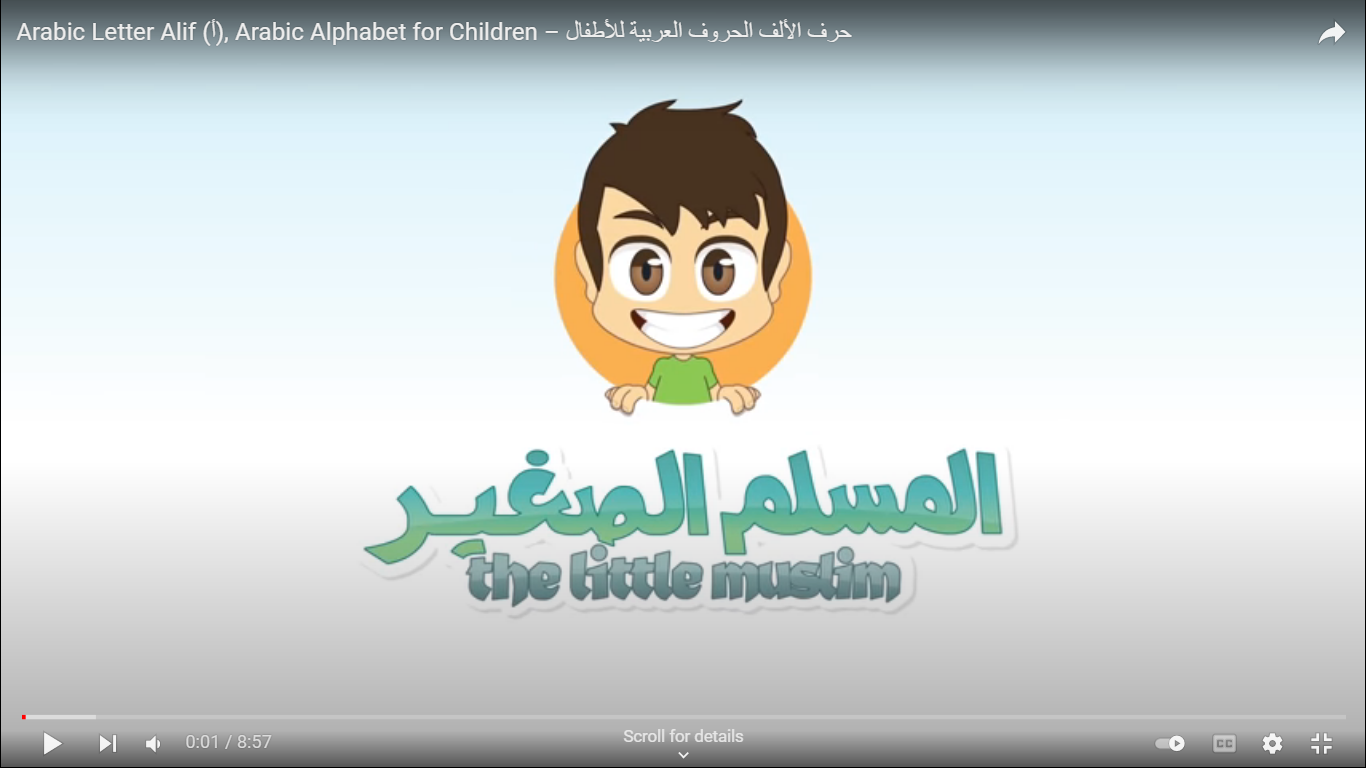 Arabic Letter Alif (أ), Arabic Alphabet for Children – حرف الألف الحروف العربية للأطفال
المسلم الصغير
the little muslim
0:01 / 8:57
Scroll for details
CC